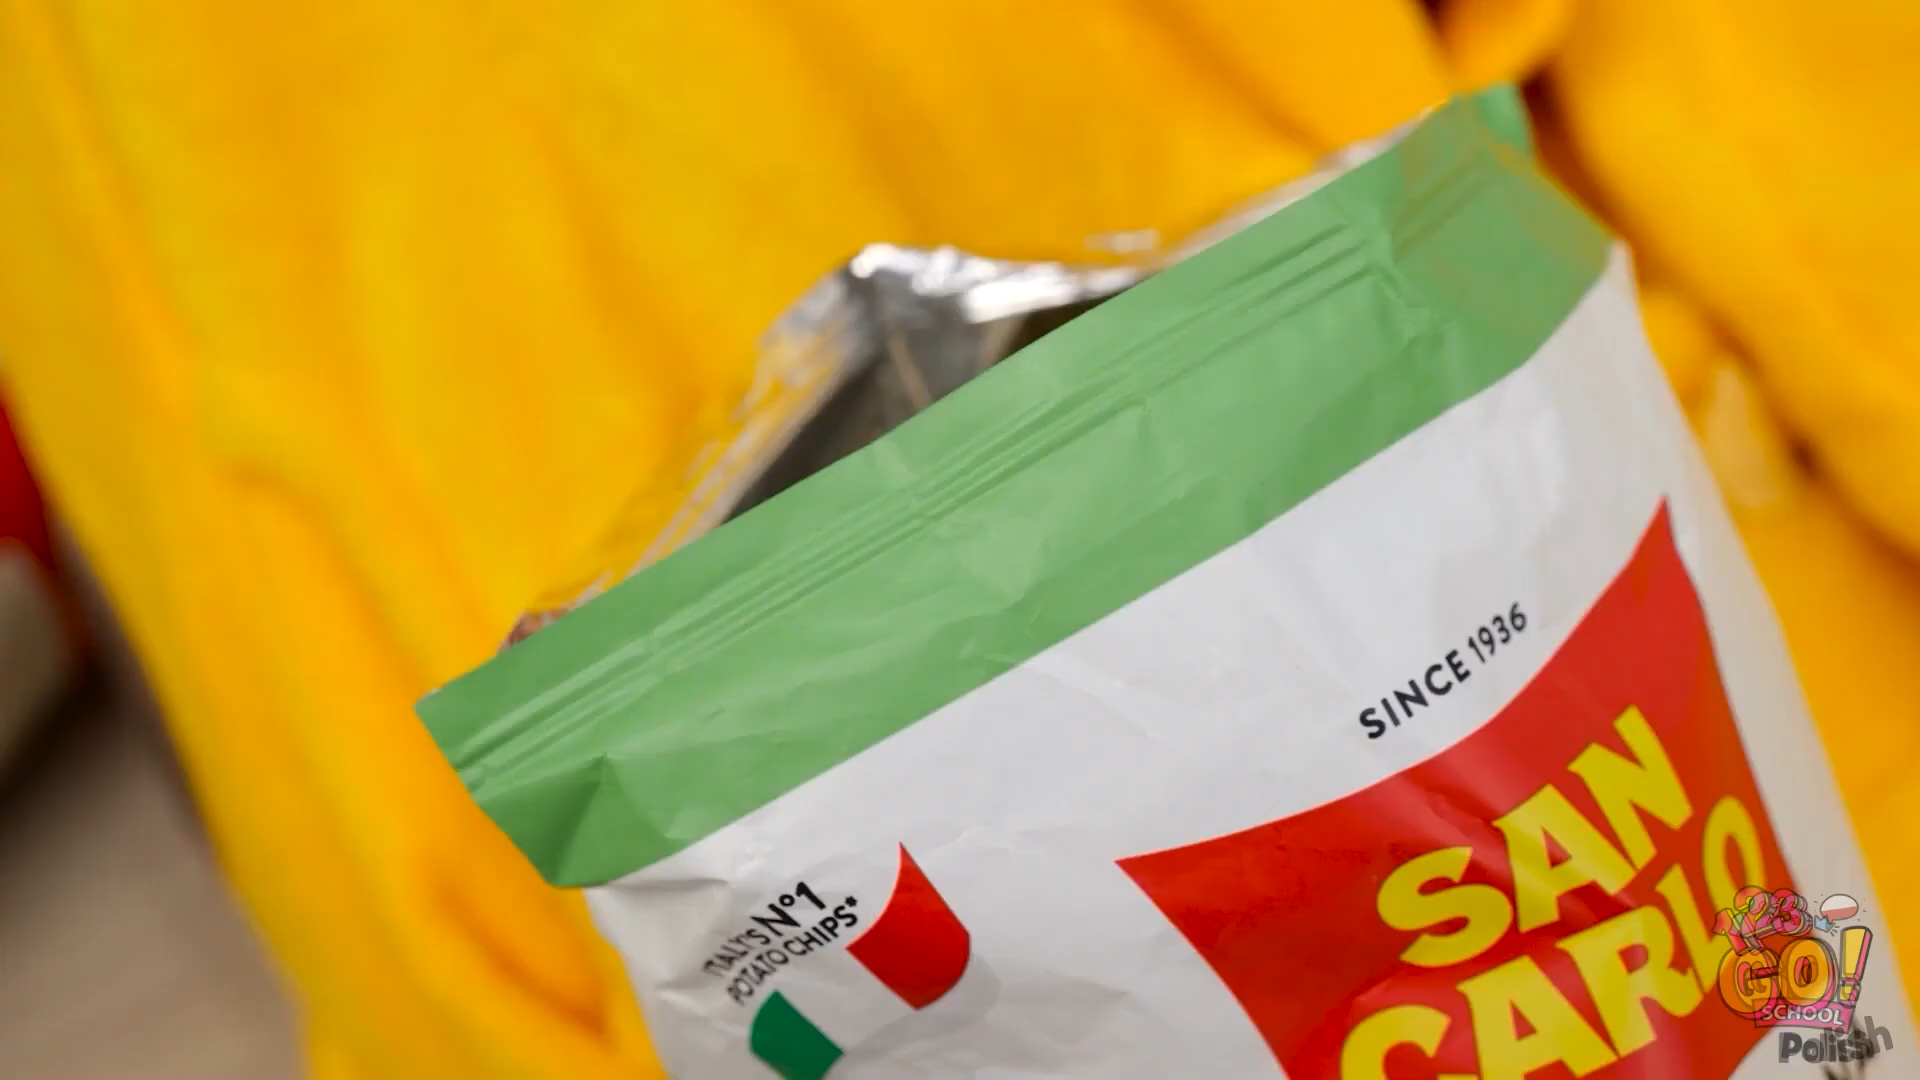 SINCE 1936
SAN
CARLO
ITALY'S N°1
POTATO CHIPS*
123
GO!
SCHOOL
Polish